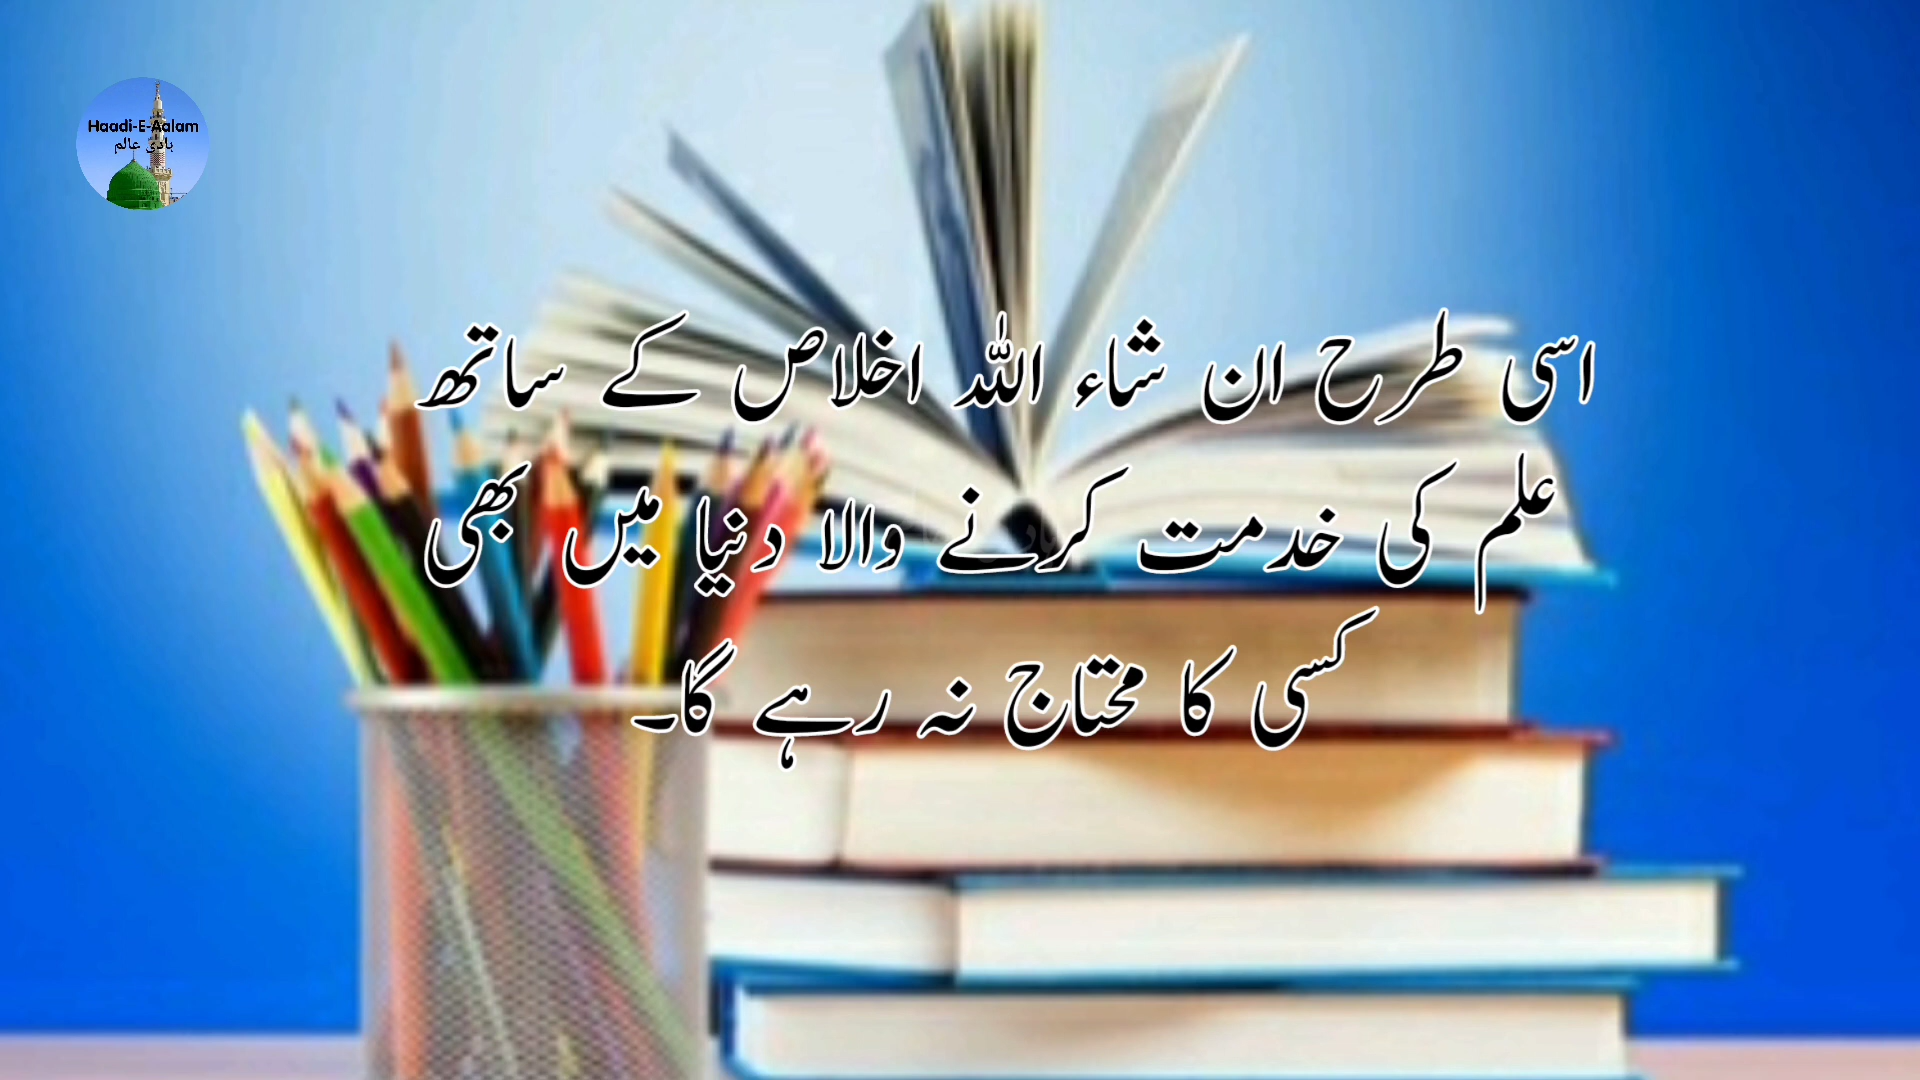 Haadi-E-Aalam
ہادی عالم
اسی طرح ان شاء اللہ اخلاص کے ساتھ
علم کی خدمت کرنے والا دنیا میں بھی
کسی کا محتاج نہ رہے گا۔